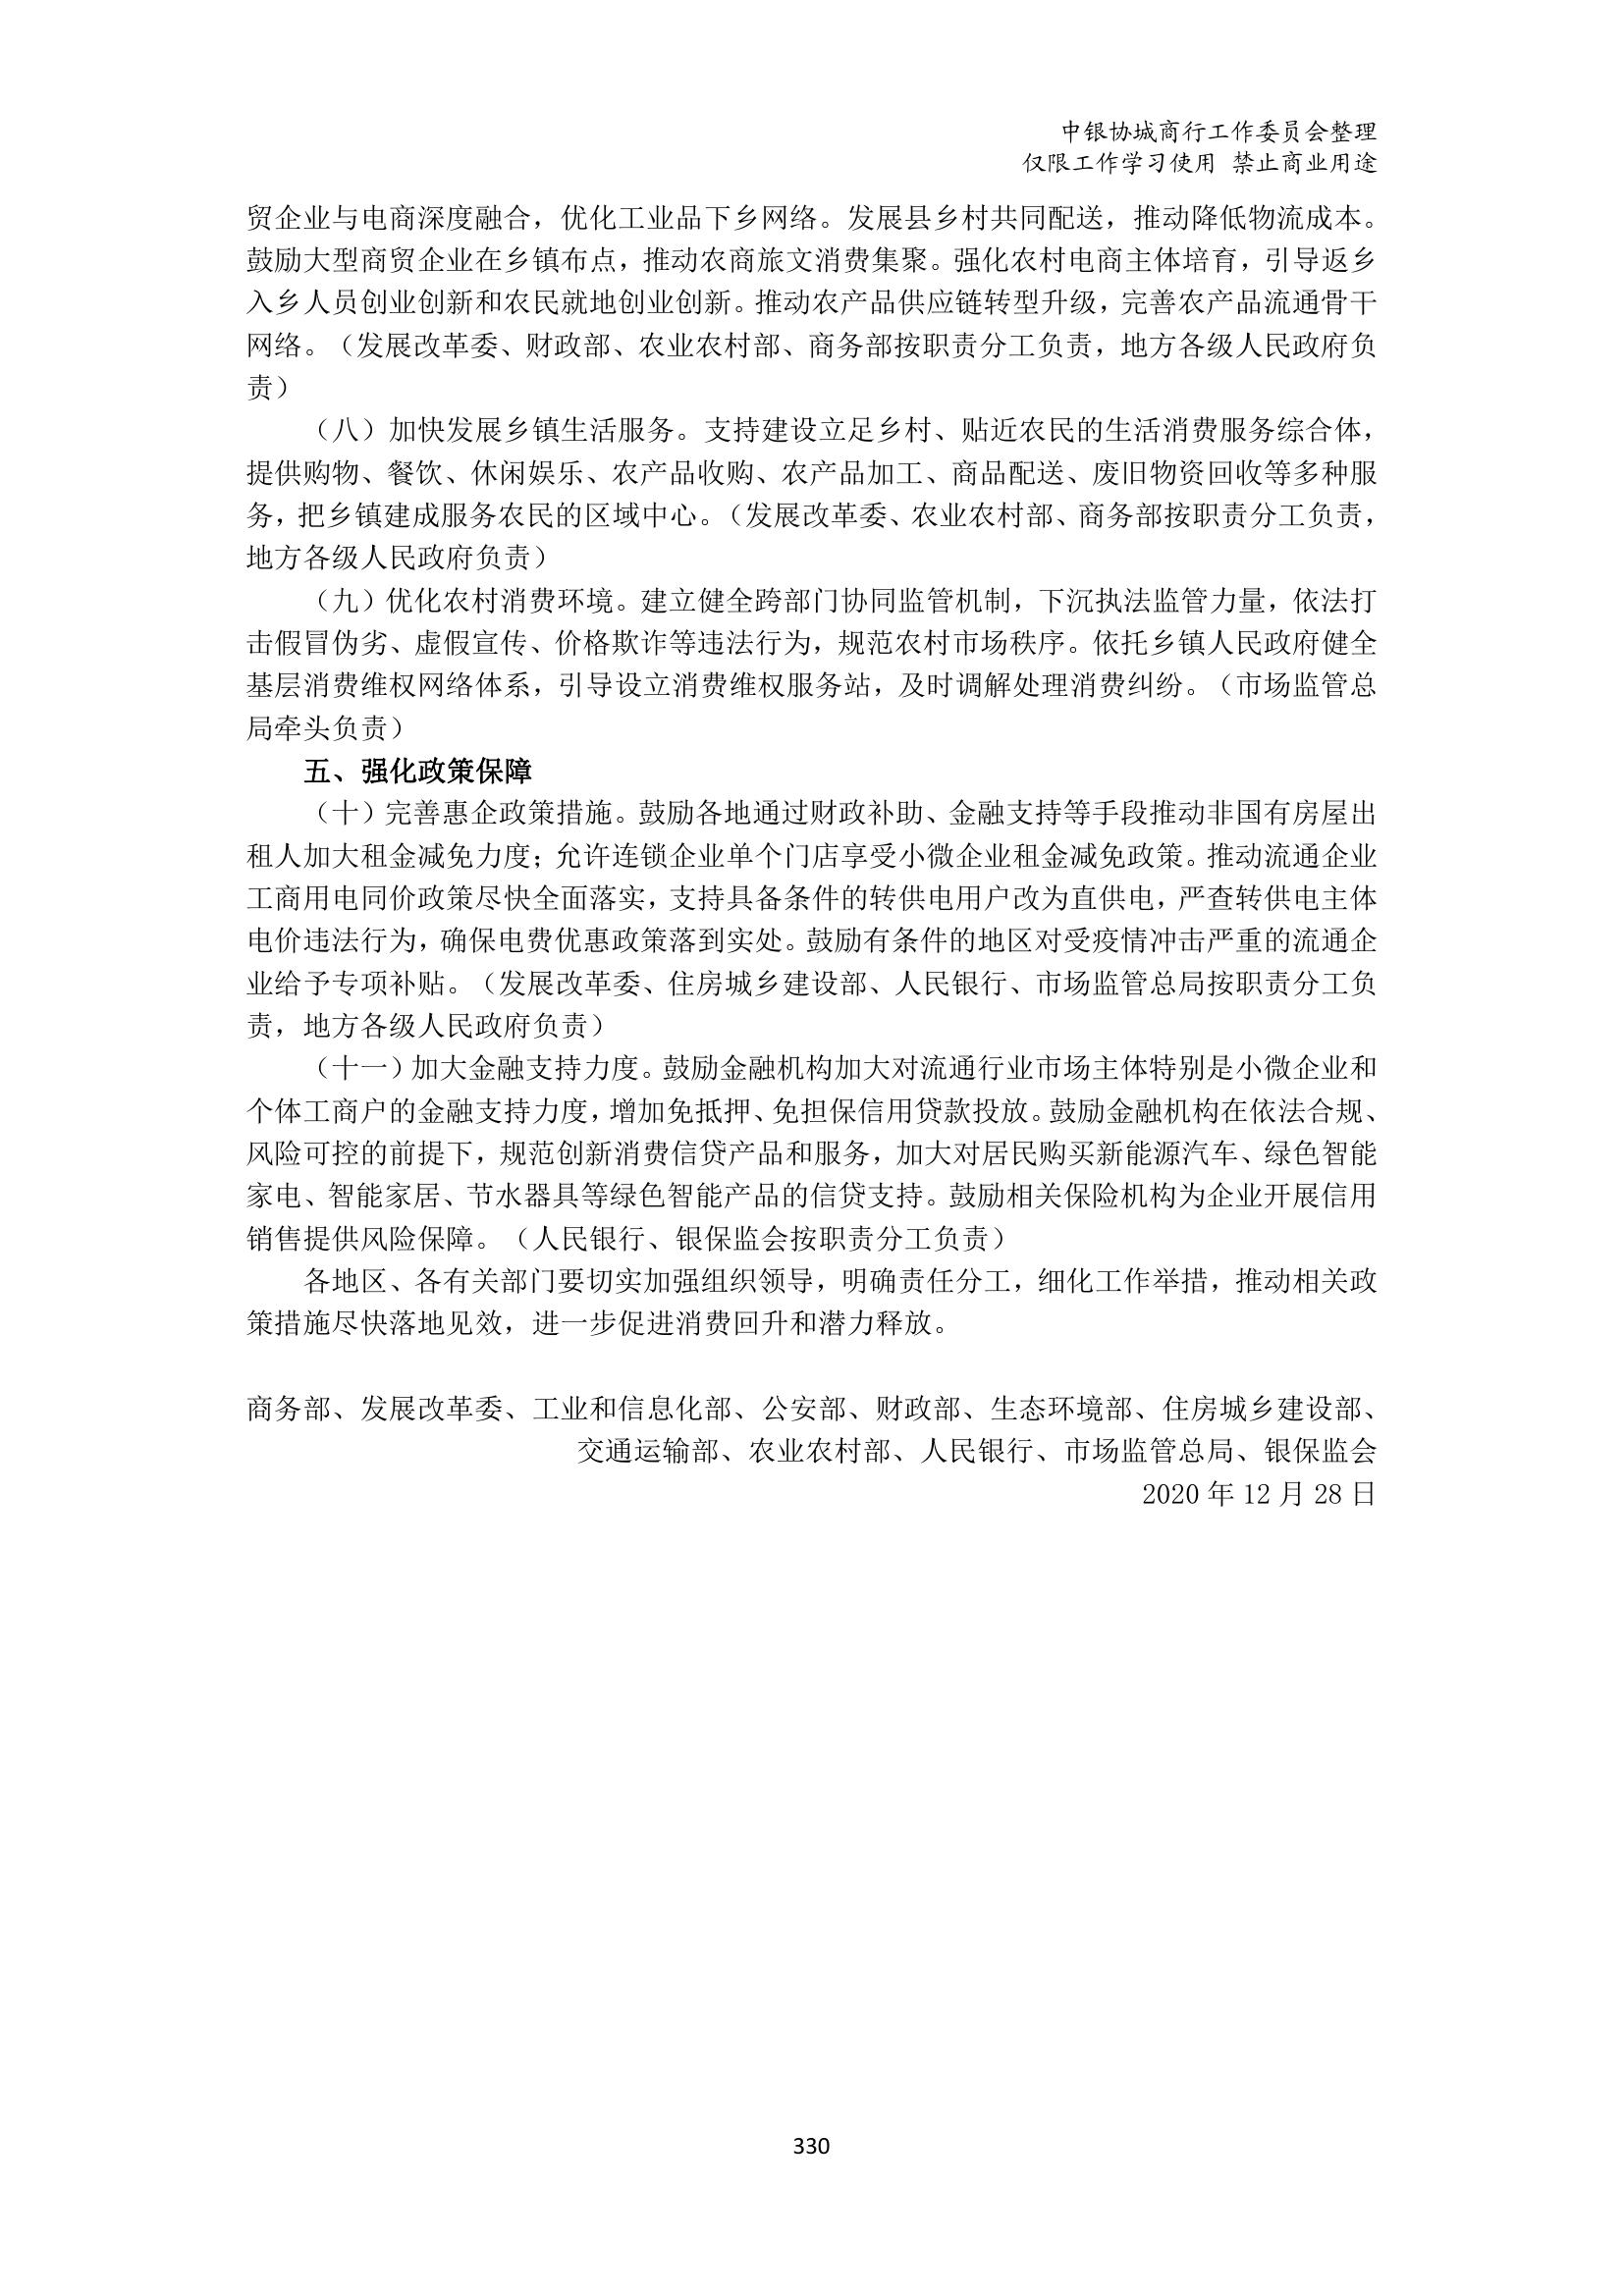 中银协城商行工作委员会整理
仅限工作学习使用 禁止商业用途
贸企业与电商深度融合，优化工业品下乡网络。发展县乡村共同配送，推动降低物流成本。
鼓励大型商贸企业在乡镇布点，推动农商旅文消费集聚。强化农村电商主体培育，引导返乡
入乡人员创业创新和农民就地创业创新。推动农产品供应链转型升级，完善农产品流通骨干
网络。（发展改革委、财政部、农业农村部、商务部按职责分工负责，地方各级人民政府负
责）
（八）加快发展乡镇生活服务。支持建设立足乡村、贴近农民的生活消费服务综合体，
提供购物、餐饮、休闲娱乐、农产品收购、农产品加工、商品配送、废旧物资回收等多种服
务，把乡镇建成服务农民的区域中心。（发展改革委、农业农村部、商务部按职责分工负责，
地方各级人民政府负责）
（九）优化农村消费环境。建立健全跨部门协同监管机制，下沉执法监管力量，依法打
击假冒伪劣、虚假宣传、价格欺诈等违法行为，规范农村市场秩序。依托乡镇人民政府健全
基层消费维权网络体系，引导设立消费维权服务站，及时调解处理消费纠纷。（市场监管总
局牵头负责）
五、强化政策保障
（十）完善惠企政策措施。鼓励各地通过财政补助、金融支持等手段推动非国有房屋出
租人加大租金减免力度；允许连锁企业单个门店享受小微企业租金减免政策。推动流通企业
工商用电同价政策尽快全面落实，支持具备条件的转供电用户改为直供电，严查转供电主体
电价违法行为，确保电费优惠政策落到实处。鼓励有条件的地区对受疫情冲击严重的流通企
业给予专项补贴。（发展改革委、住房城乡建设部、人民银行、市场监管总局按职责分工负
责，地方各级人民政府负责）
（十一）加大金融支持力度。鼓励金融机构加大对流通行业市场主体特别是小微企业和
个体工商户的金融支持力度，增加免抵押、免担保信用贷款投放。鼓励金融机构在依法合规、
风险可控的前提下，规范创新消费信贷产品和服务，加大对居民购买新能源汽车、绿色智能
家电、智能家居、节水器具等绿色智能产品的信贷支持。鼓励相关保险机构为企业开展信用
销售提供风险保障。（人民银行、银保监会按职责分工负责）
各地区、各有关部门要切实加强组织领导，明确责任分工，细化工作举措，推动相关政
策措施尽快落地见效，进一步促进消费回升和潜力释放。
商务部、发展改革委、工业和信息化部、公安部、财政部、生态环境部、住房城乡建设部、
交通运输部、农业农村部、人民银行、市场监管总局、银保监会
2020 年 12 月 28 日
330